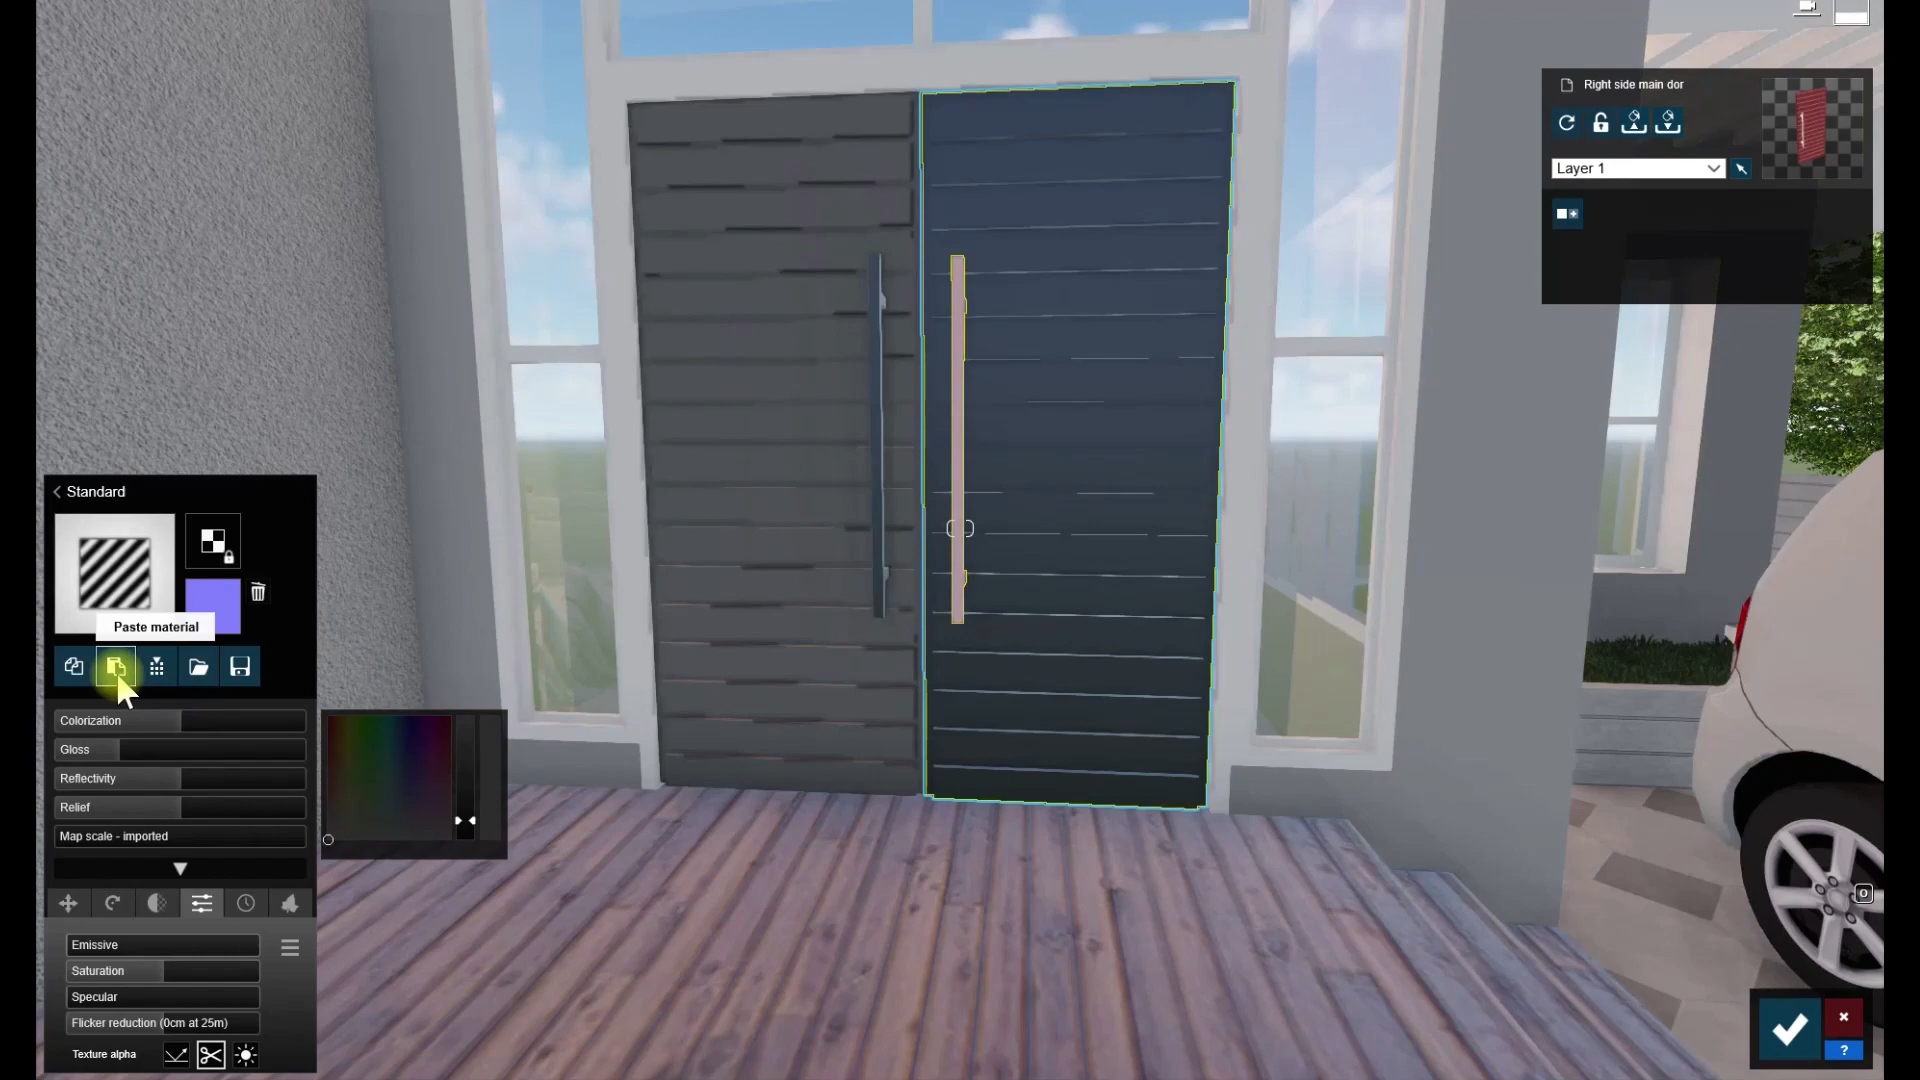 Right side main dor
Layer 1
Standard
Paste material
Colorization
Gloss
Reflectivity
Relief
Map scale - imported
Emissive
Saturation
Specular
Flicker reduction (0cm at 25m)
Texture alpha
?